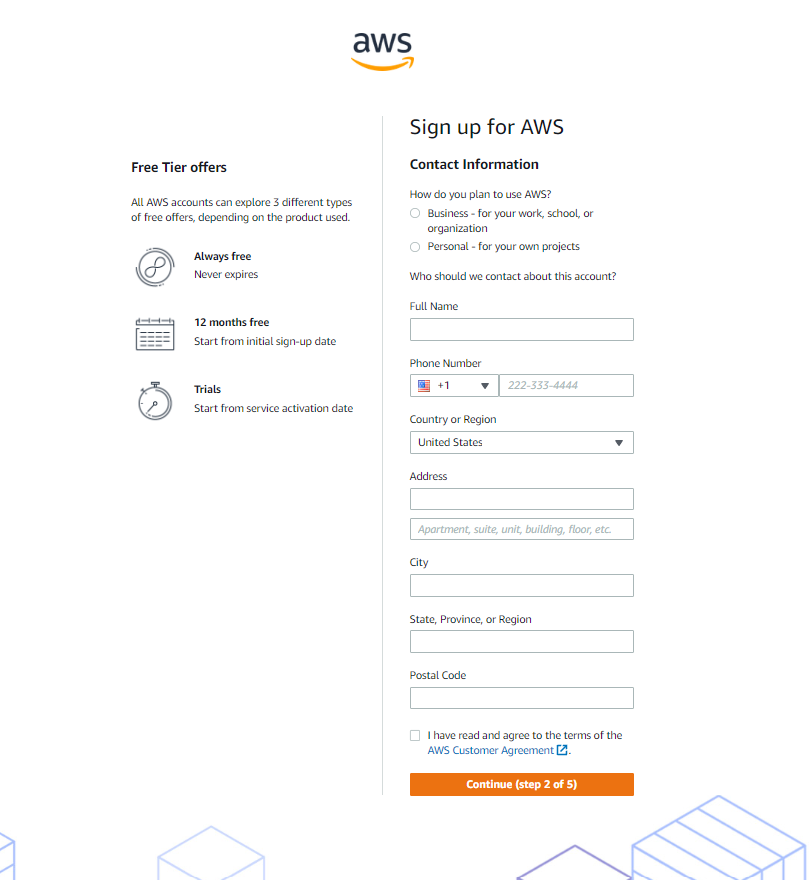 aws
Free Tier offers
All AWS accounts can explore 3 different types
of free offers, depending on the product used.
Always free
Never expires
12 months free
Start from initial sign-up date
Trials
Start from service activation date
Sign up for AWS
Contact Information
How do you plan to use AWS?
Business - for your work, school, or
organization
Personal - for your own projects
Who should we contact about this account?
Full Name
Phone Number
+1
222-333-4444
Country or Region
United States
Address
Apartment, suite, unit, building, floor, etc.
City
State, Province, or Region
Postal Code
I have read and agree to the terms of the
AWS Customer Agreement.
Continue (step 2 of 5)